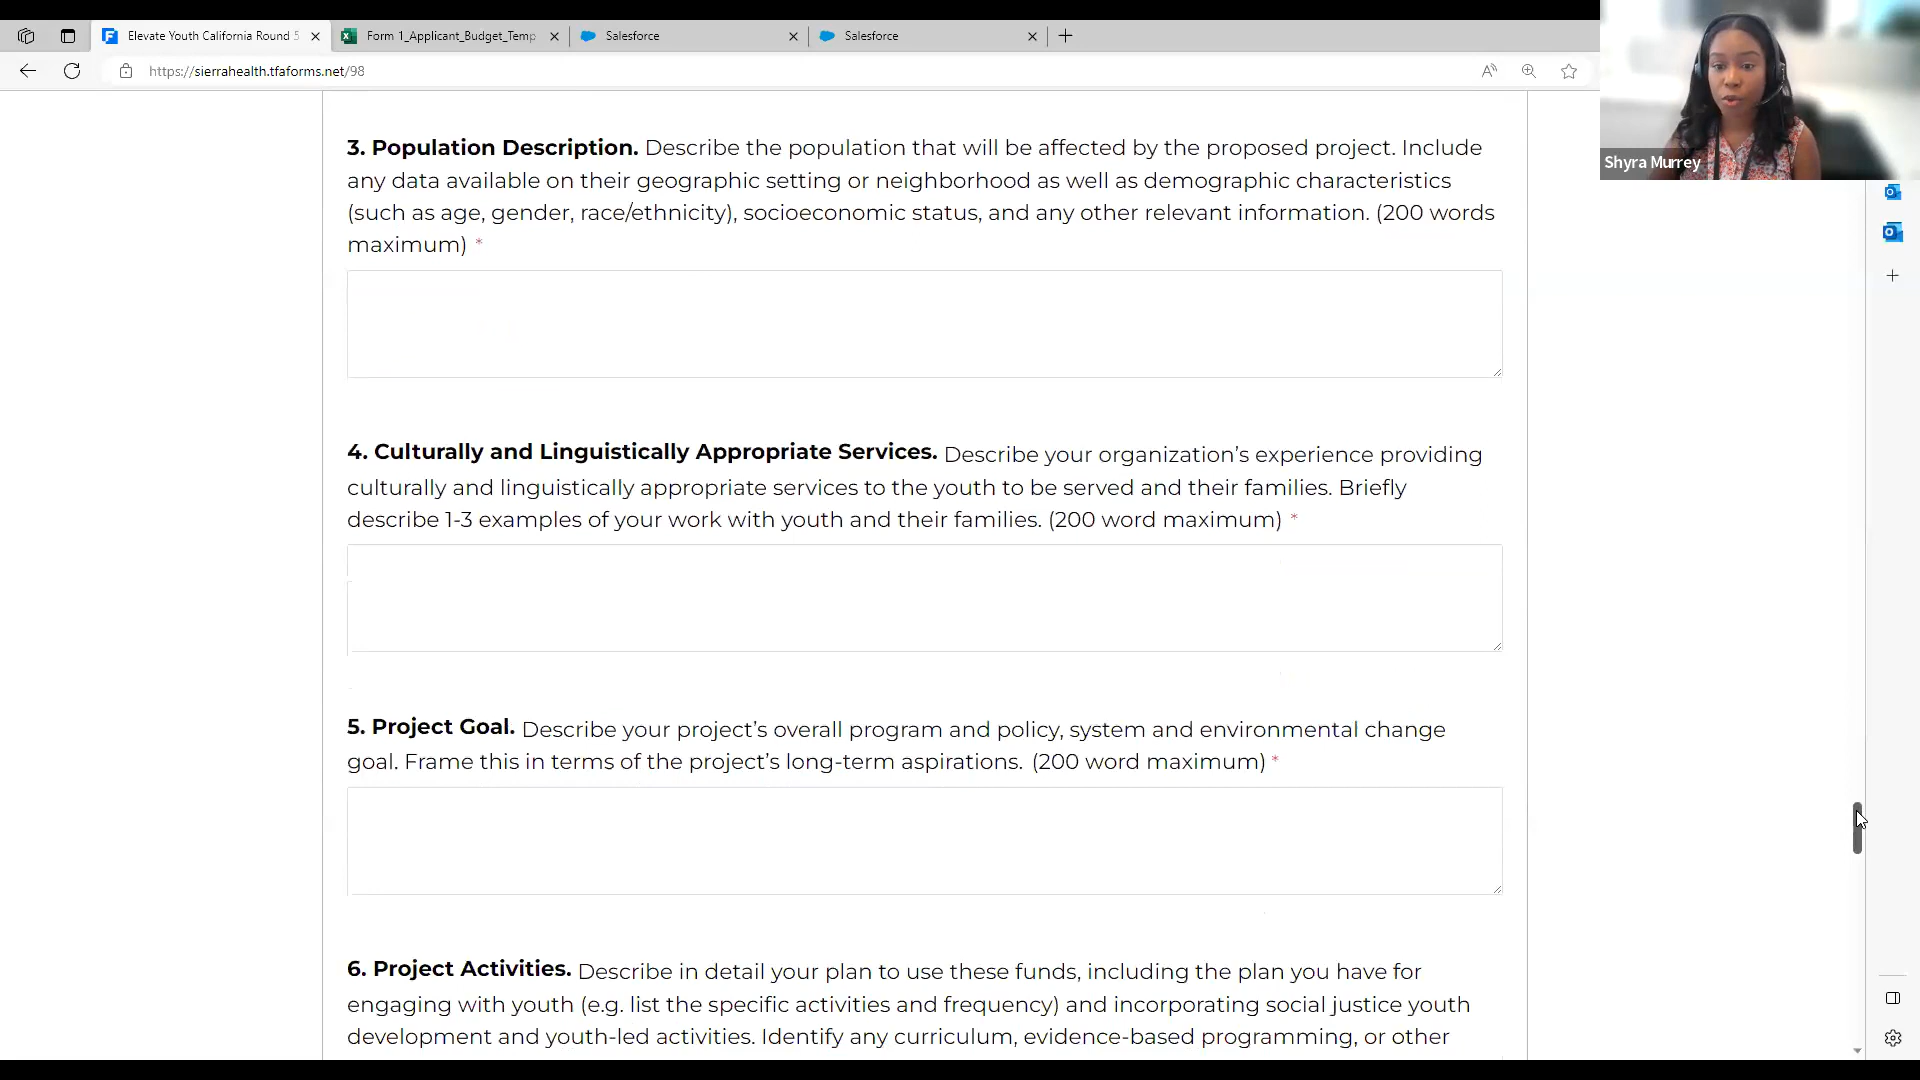 Elevate Youth California Round 5
Form 1_Applicant_Budget_Temp
Salesforce
Salesforce
https://sierrahealth.tfaforms.net/98
Shyra Murrey
3. Population Description. Describe the population that will be affected by the proposed project. Include
any data available on their geographic setting or neighborhood as well as demographic characteristics
(such as age, gender, race/ethnicity), socioeconomic status, and any other relevant information. (200 words
maximum) *
4. Culturally and Linguistically Appropriate Services. Describe your organization’s experience providing
culturally and linguistically appropriate services to the youth to be served and their families. Briefly
describe 1-3 examples of your work with youth and their families. (200 word maximum) *
5. Project Goal. Describe your project’s overall program and policy, system and environmental change
goal. Frame this in terms of the project’s long-term aspirations. (200 word maximum) *
6. Project Activities. Describe in detail your plan to use these funds, including the plan you have for
engaging with youth (e.g. list the specific activities and frequency) and incorporating social justice youth
development and youth-led activities. Identify any curriculum, evidence-based programming, or other